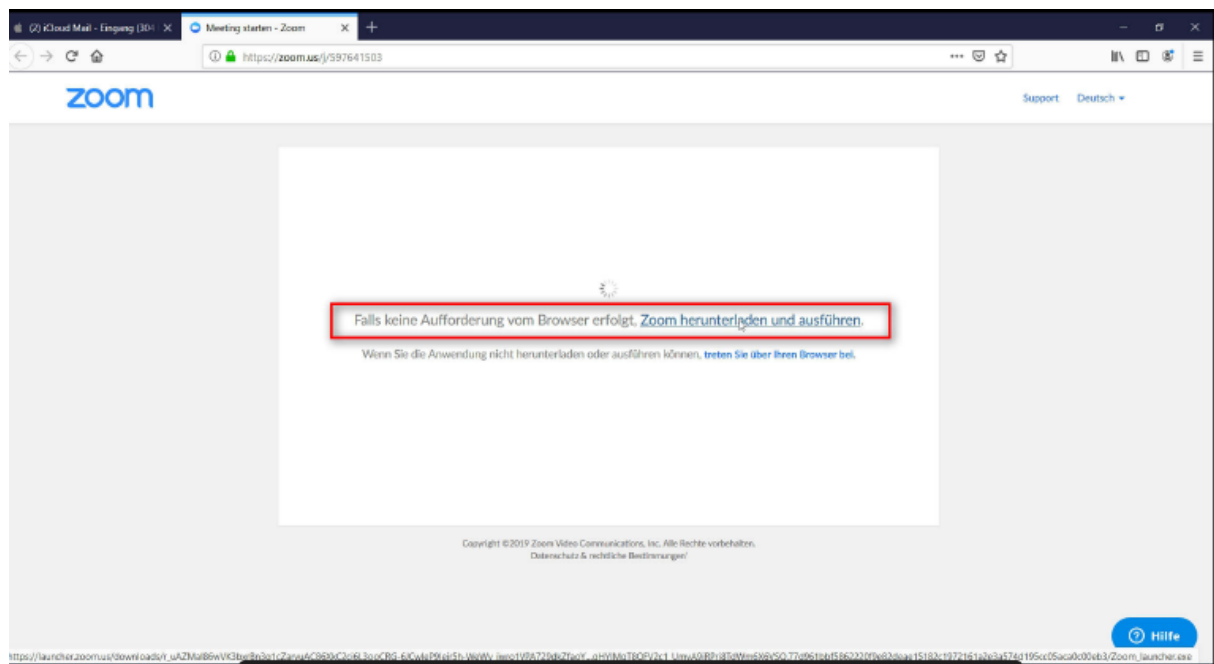 (2) iCloud Mail - Eingang (304
Meeting starten - Zoom
https://zoom.us/j/597641503
zoom
Support Deutsch
Falls keine Aufforderung vom Browser erfolgt, Zoom herunterladen und ausführen.
Wenn Sie die Anwendung nicht herunterladen oder ausführen können, treten Sie über Ihren Browser bei.
Copyright ©2019 Zoom Video Communications, Inc. Alle Rechte vorbehalten.
Datenschutz & rechtliche Bestimmungen
Hilfe